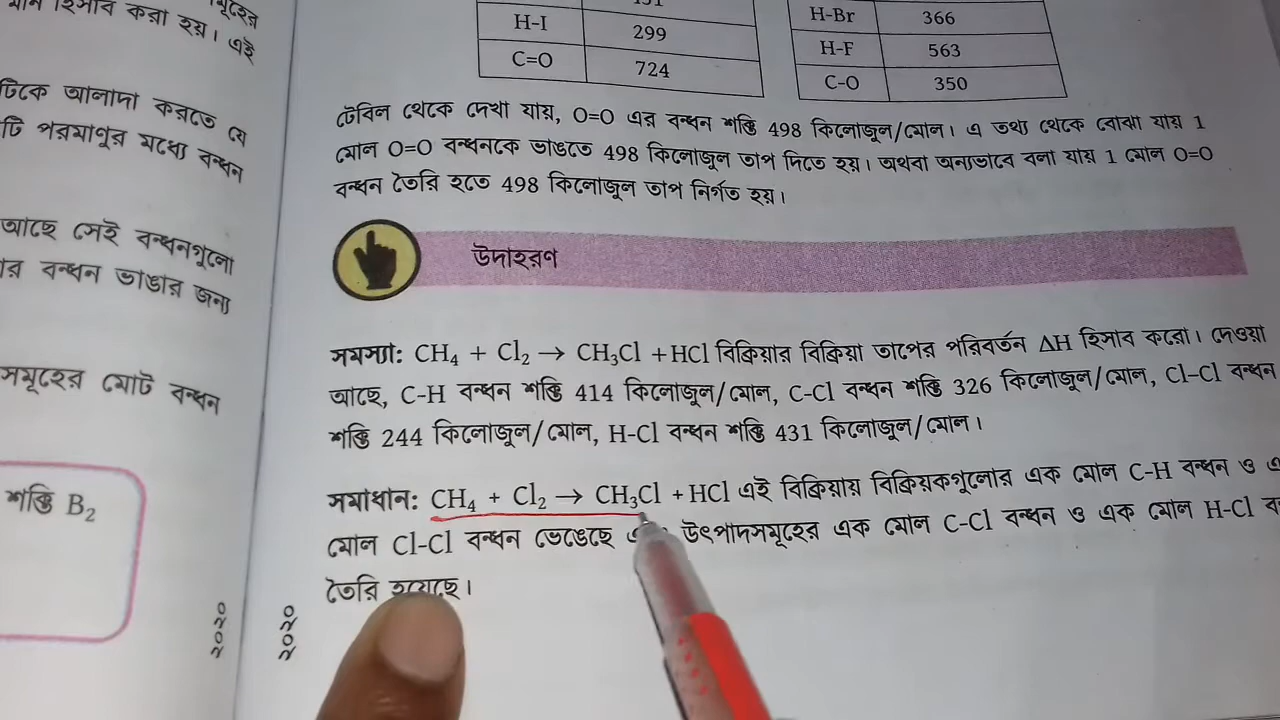 হিসাব করা হয়। এই
টিকে আলাদা করতে যে
টি পরমাণুর মধ্যে বন্ধন
আছে সেই বন্ধনগুলো
র বন্ধন ভাঙার জন্য
সমূহের মোট বন্ধন
শক্তি B₂
২০২০
H-I 299
C=O 724
H-Br 366
H-F 563
C-O 350
টেবিল থেকে দেখা যায়, O=O এর বন্ধন শক্তি 498 কিলোজুল/মোল। এ তথ্য থেকে বোঝা যায় 1
মোল O=O বন্ধনকে ভাঙতে 498 কিলোজুল তাপ দিতে হয়। অথবা অন্যভাবে বলা যায় 1 মোল O=O
বন্ধন তৈরি হতে 498 কিলোজুল তাপ নির্গত হয়।
উদাহরণ
সমস্যা: CH₄ + Cl₂ → CH₃Cl + HCl বিক্রিয়ার বিক্রিয়া তাপের পরিবর্তন ΔH হিসাব করো। দেওয়া
আছে, C-H বন্ধন শক্তি 414 কিলোজুল/মোল, C-Cl বন্ধন শক্তি 326 কিলোজুল/মোল, Cl-Cl বন্ধন
শক্তি 244 কিলোজুল/মোল, H-Cl বন্ধন শক্তি 431 কিলোজুল/মোল।
সমাধান: CH₄ + Cl₂ → CH₃Cl + HCl এই বিক্রিয়ায় বিক্রিয়কগুলোর এক মোল C-H বন্ধন ও
মোল Cl-Cl বন্ধন ভেঙেছে উৎপাদসমূহের এক মোল C-Cl বন্ধন ও এক মোল H-Cl
তৈরি হয়েছে।
২০২০